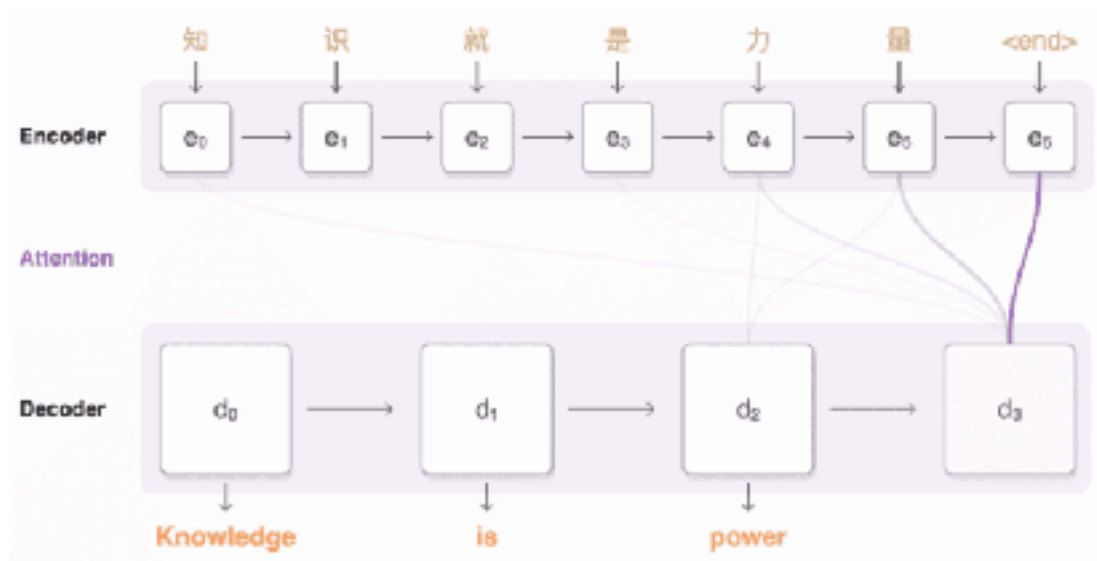 知 识 就 是 力 量 <end>
Encoder e₀ e₁ e₂ e₃ e₄ e₅ e₆
Attention
Decoder d₀ d₁ d₂ d₃
Knowledge is power